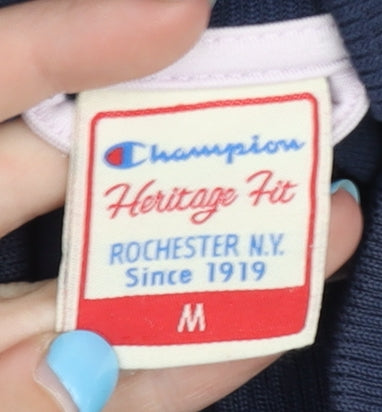 Champion
Heritage Fit
ROCHESTER N.Y.
Since 1919
M